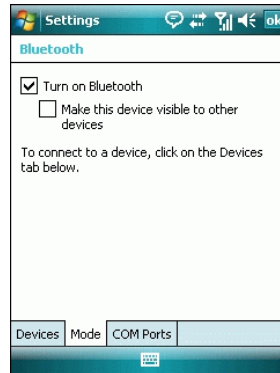 Settings ok
Bluetooth
Turn on Bluetooth
Make this device visible to other
devices
To connect to a device, click on the Devices
tab below.
Devices Mode COM Ports